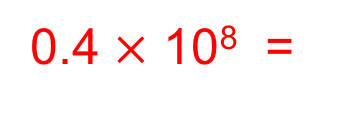 0.4 × 10⁸ =